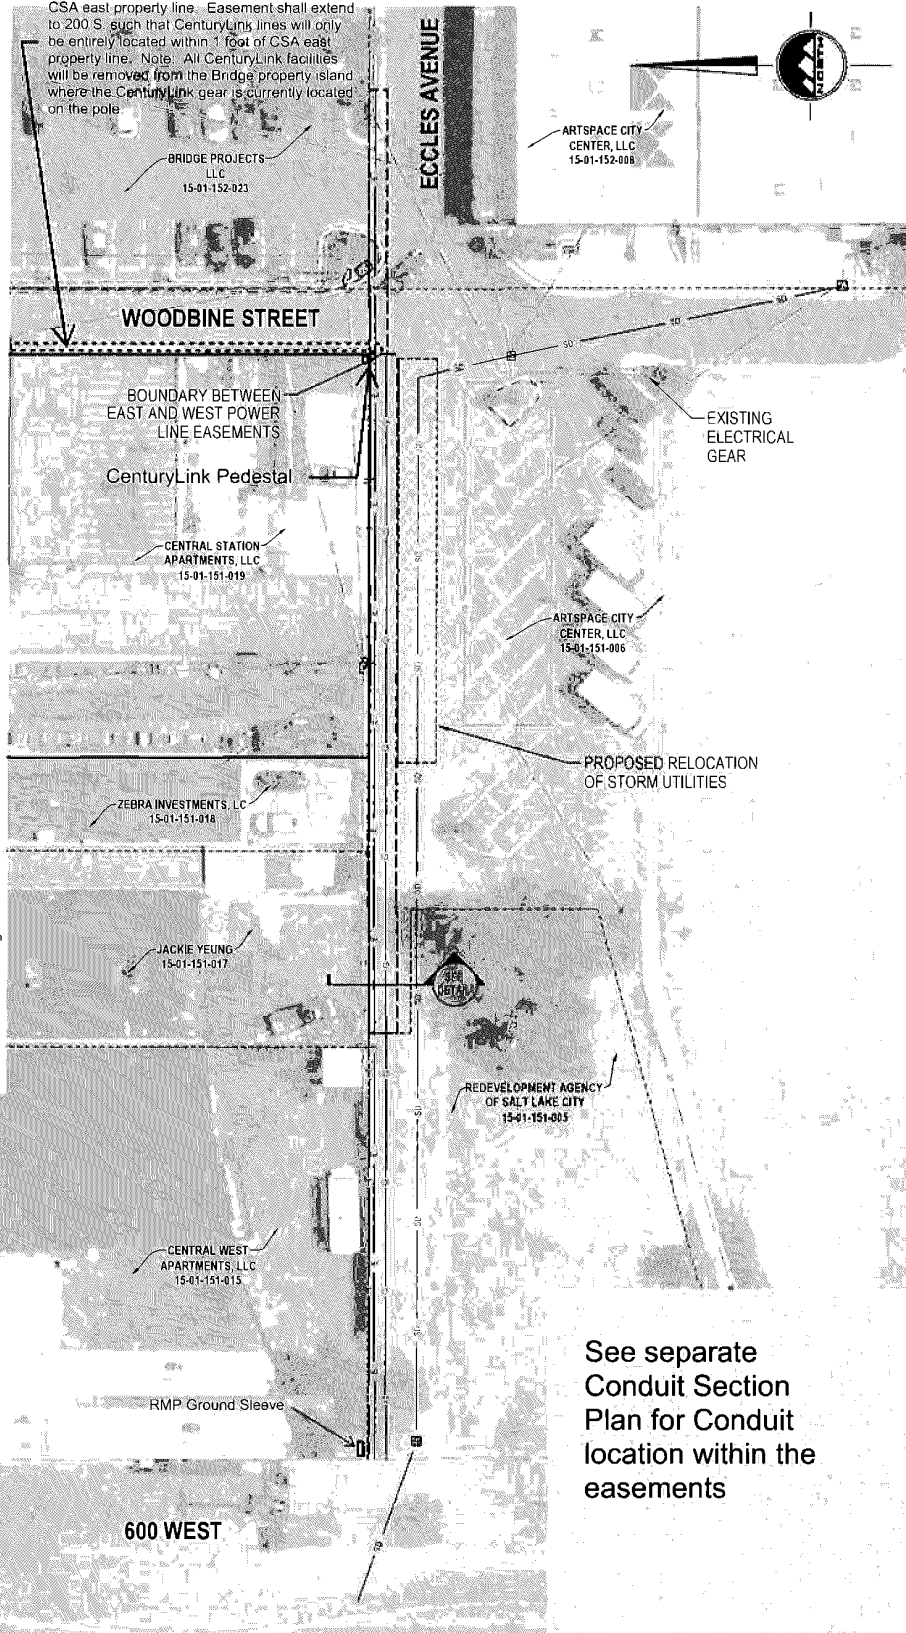 CSA east property line. Easement shall extend
to 200 S. such that CenturyLink lines will only
be entirely located within 1 foot of CSA east
property line. Note: All CenturyLink facilities
will be removed from the Bridge property island
where the CenturyLink gear is currently located
on the pole
ECCLES AVENUE
NORTH
ARTSPACE CITY
CENTER, LLC
15-01-152-008
BRIDGE PROJECTS
LLC
15-01-152-023
WOODBINE STREET
BOUNDARY BETWEEN
EAST AND WEST POWER
LINE EASEMENTS
EXISTING
ELECTRICAL
GEAR
CenturyLink Pedestal
CENTRAL STATION
APARTMENTS, LLC
15-01-151-019
ARTSPACE CITY
CENTER, LLC
15-01-151-006
PROPOSED RELOCATION
OF STORM UTILITIES
ZEBRA INVESTMENTS, LC
15-01-151-018
JACKIE YEUNG
15-01-151-017
SEE
DETAIL
REDEVELOPMENT AGENCY
OF SALT LAKE CITY
15-01-151-005
CENTRAL WEST
APARTMENTS, LLC
15-01-151-015
See separate
Conduit Section
Plan for Conduit
location within the
easements
RMP Ground Sleeve
600 WEST